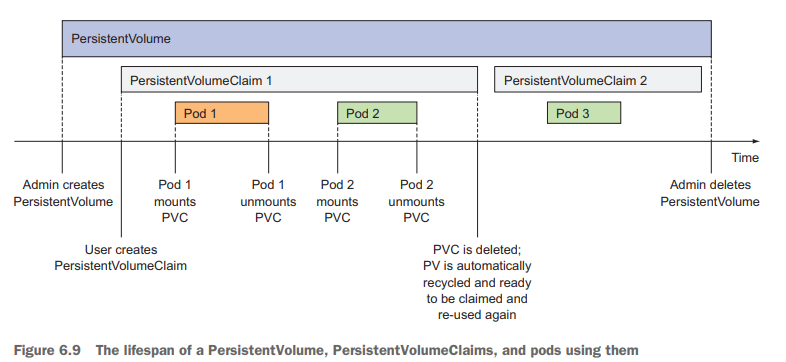 PersistentVolume
PersistentVolumeClaim 1
PersistentVolumeClaim 2
Pod 1
Pod 2
Pod 3
Time
Admin creates
PersistentVolume
Pod 1
mounts
PVC
Pod 1
unmounts
PVC
Pod 2
mounts
PVC
Pod 2
unmounts
PVC
Admin deletes
PersistentVolume
User creates
PersistentVolumeClaim
PVC is deleted;
PV is automatically
recycled and ready
to be claimed and
re-used again
Figure 6.9 The lifespan of a PersistentVolume, PersistentVolumeClaims, and pods using them